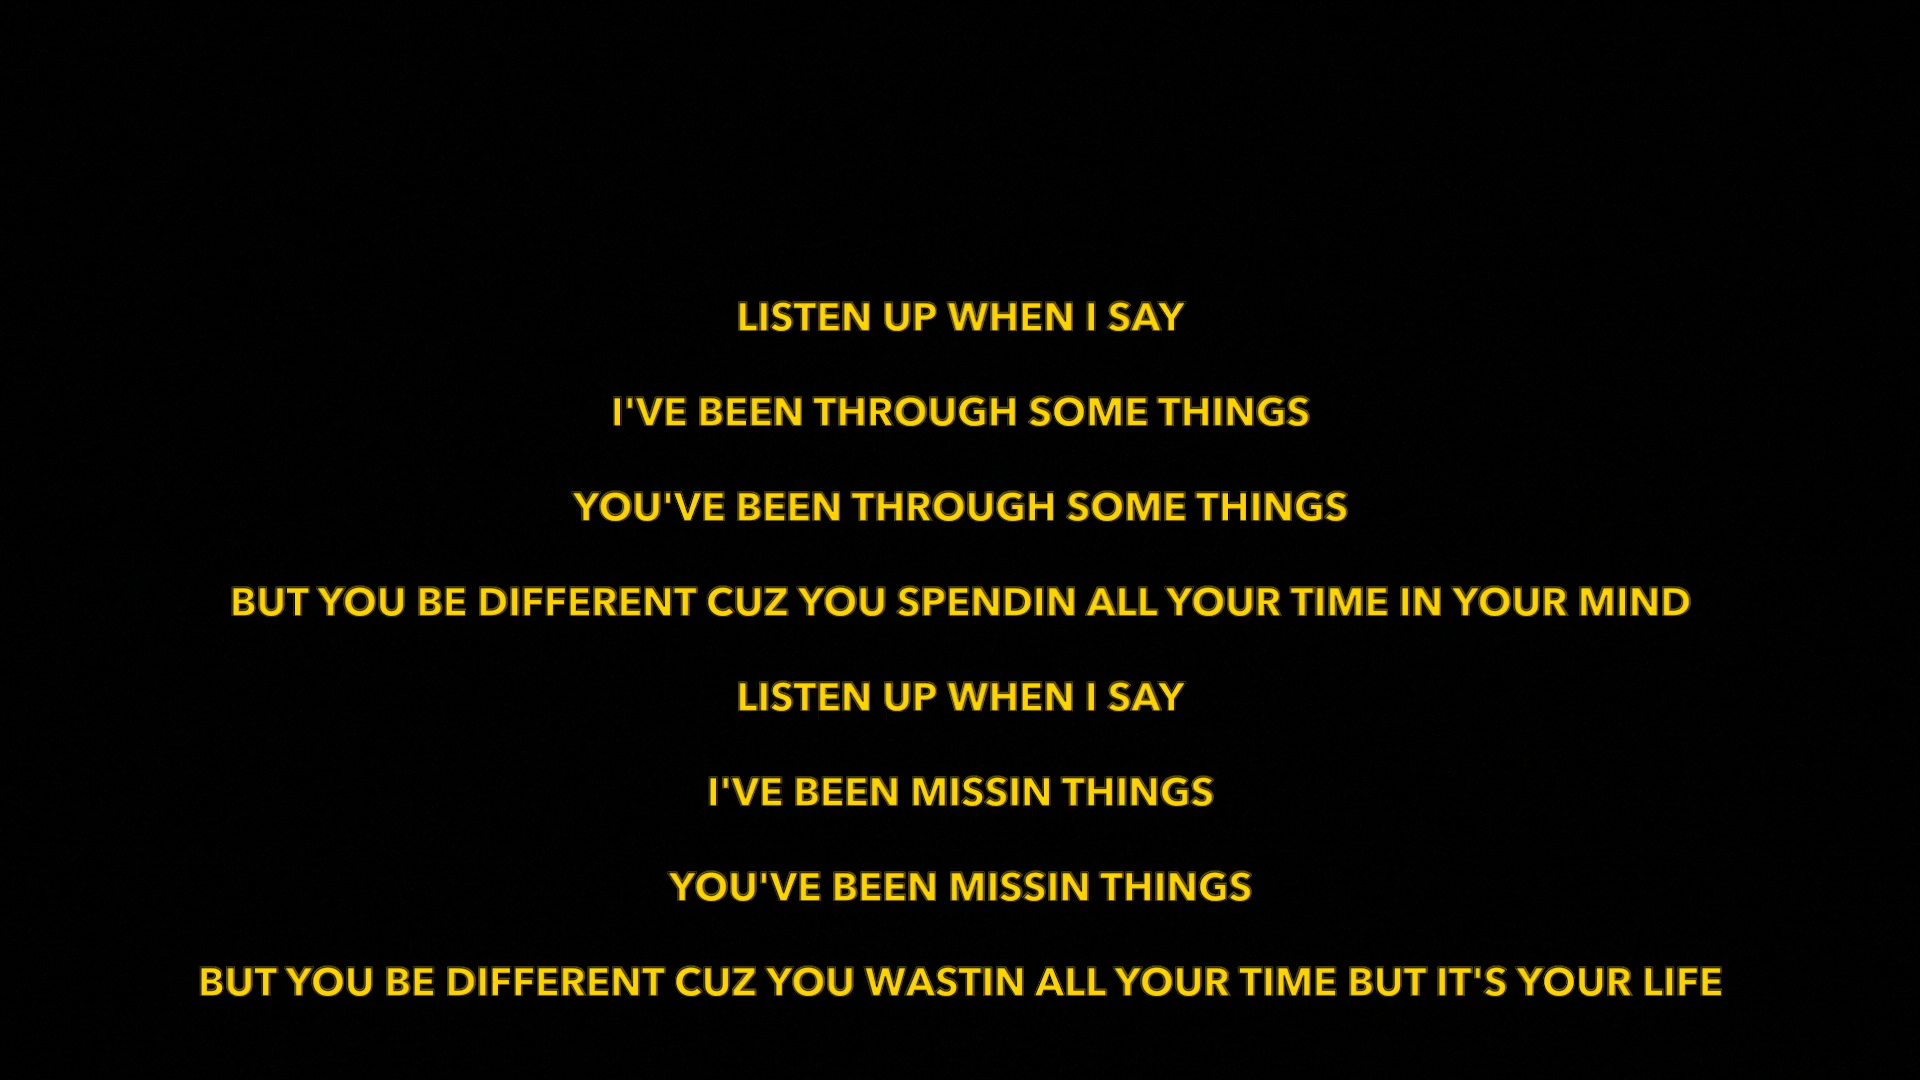 LISTEN UP WHEN I SAY
I'VE BEEN THROUGH SOME THINGS
YOU'VE BEEN THROUGH SOME THINGS
BUT YOU BE DIFFERENT CUZ YOU SPENDIN ALL YOUR TIME IN YOUR MIND
LISTEN UP WHEN I SAY
I'VE BEEN MISSIN THINGS
YOU'VE BEEN MISSIN THINGS
BUT YOU BE DIFFERENT CUZ YOU WASTIN ALL YOUR TIME BUT IT'S YOUR LIFE